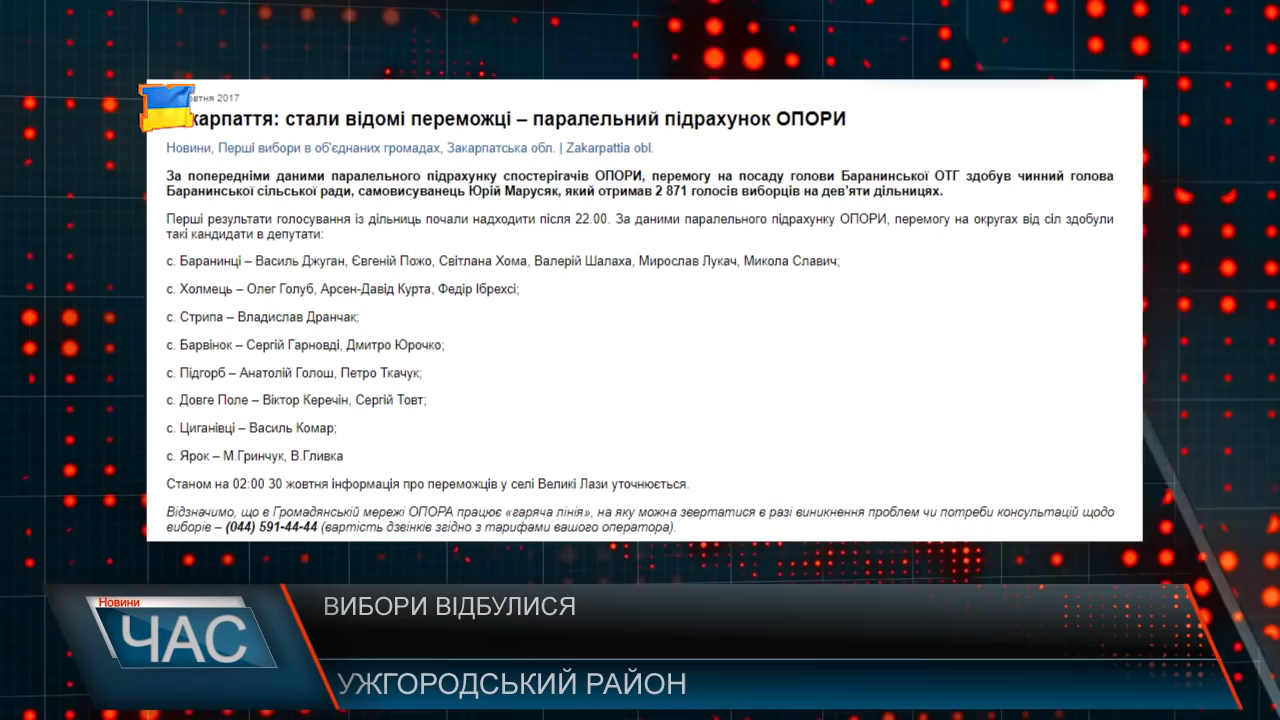 2017
стали відомі переможці – паралельний підрахунок ОПОРИ
Новини, Перші вибори в об'єднаних громадах, Закарпатська обл. | Zakarpattia obl.
За попередніми даними паралельного підрахунку спостерігачів ОПОРИ, перемогу на посаду голови Баранинської ОТГ здобув чинний голова
Баранинської сільської ради, самовисуванець Юрій Марусяк, який отримав 2 871 голосів виборців на дев'яти дільницях.
Перші результати голосування із дільниць почали надходити після 22.00. За даними паралельного підрахунку ОПОРИ, перемогу на округах від сіл здобули
такі кандидати в депутати:
с. Баранинці – Василь Джуган, Євгеній Пожо, Світлана Хома, Валерій Шалаха, Мирослав Лукач, Микола Славич;
с. Холмець – Олег Голуб, Арсен-Давід Курта, Федір Ібрехсі;
с. Стрипа – Владислав Дранчак;
с. Барвінок – Сергій Гарновді, Дмитро Юрочко;
с. Підгорб – Анатолій Голош, Петро Ткачук;
с. Довге Поле – Віктор Керечін, Сергій Товт;
с. Циганівці – Василь Комар;
с. Ярок – М.Гринчук, В.Гливка
Станом на 02:00 30 жовтня інформація про переможців у селі Великі Лази уточнюється.
Відзначимо, що в Громадянській мережі ОПОРА працює «гаряча лінія», на яку можна звертатися в разі виникнення проблем чи потреби консультацій щодо
виборів – (044) 591-44-44 (вартість дзвінків згідно з тарифами вашого оператора).
Новини
ЧАС
ВИБОРИ ВІДБУЛИСЯ
УЖГОРОДСЬКИЙ РАЙОН